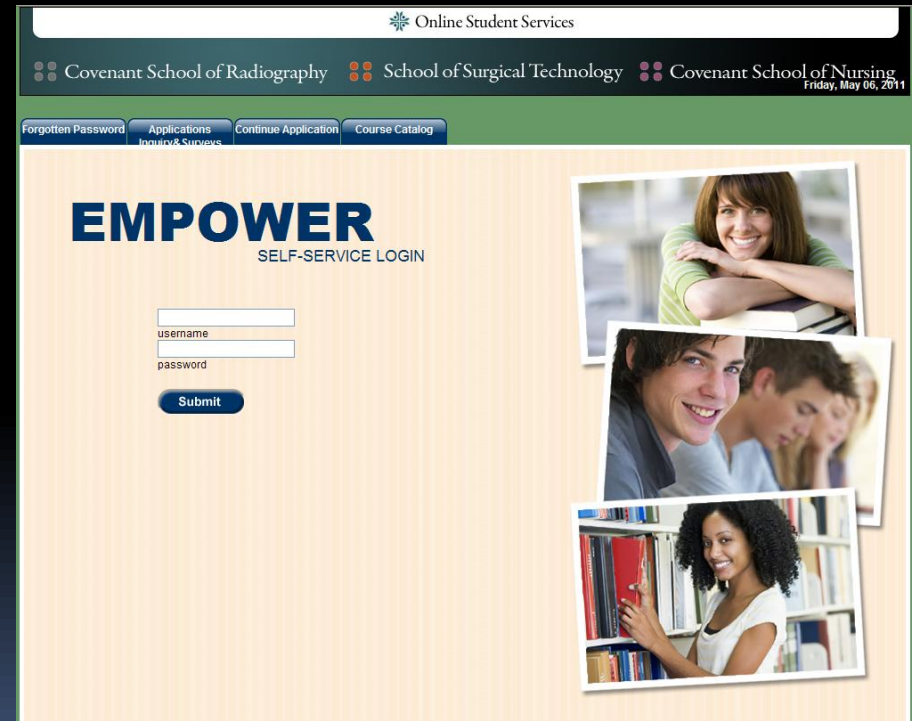 Online Student Services
Covenant School of Radiography School of Surgical Technology Covenant School of Nursing
Friday, May 06, 2011
Forgotten Password Applications Continue Application Course Catalog
Inquiry&Surveys
EMPOWER
SELF-SERVICE LOGIN
username
password
Submit